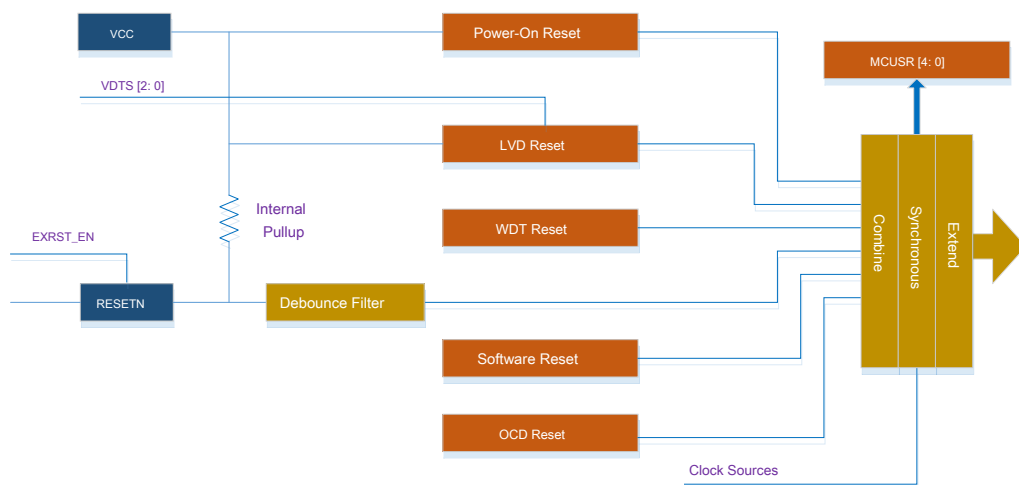 VCC
Power-On Reset
MCUSR [4: 0]
VDTS [2: 0]
LVD Reset
Internal
Pullup
WDT Reset
EXRST_EN
RESETN
Debounce Filter
Combine
Synchronous
Extend
Software Reset
OCD Reset
Clock Sources